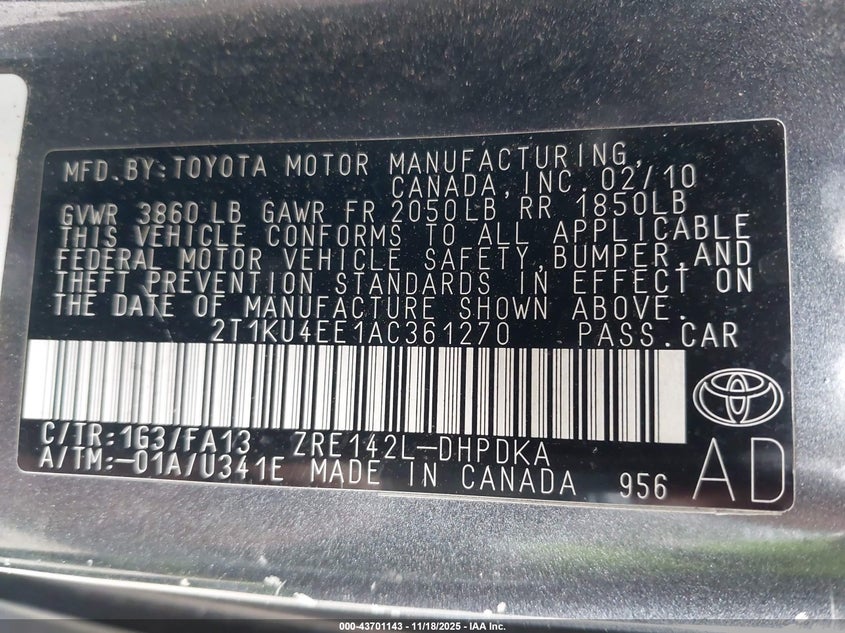 MFD.BY:TOYOTA MOTOR MANUFACTURING,
CANADA,INC. 02/10
GVWR 3860 LB GAWR FR 2050LB RR 1850LB
THIS VEHICLE CONFORMS TO ALL APPLICABLE
FEDERAL MOTOR VEHICLE SAFETY,BUMPER,AND
THEFT PREVENTION STANDARDS IN EFFECT ON
THE DATE OF MANUFACTURE SHOWN ABOVE.
2T1KU4EE1AC361270 PASS.CAR
C/TR:1G3/FA13 ZRE142L-DHPDKA
A/TM:-01A/U341E MADE IN CANADA 956 AD
000-43701143 - 11/18/2025 - IAA Inc.